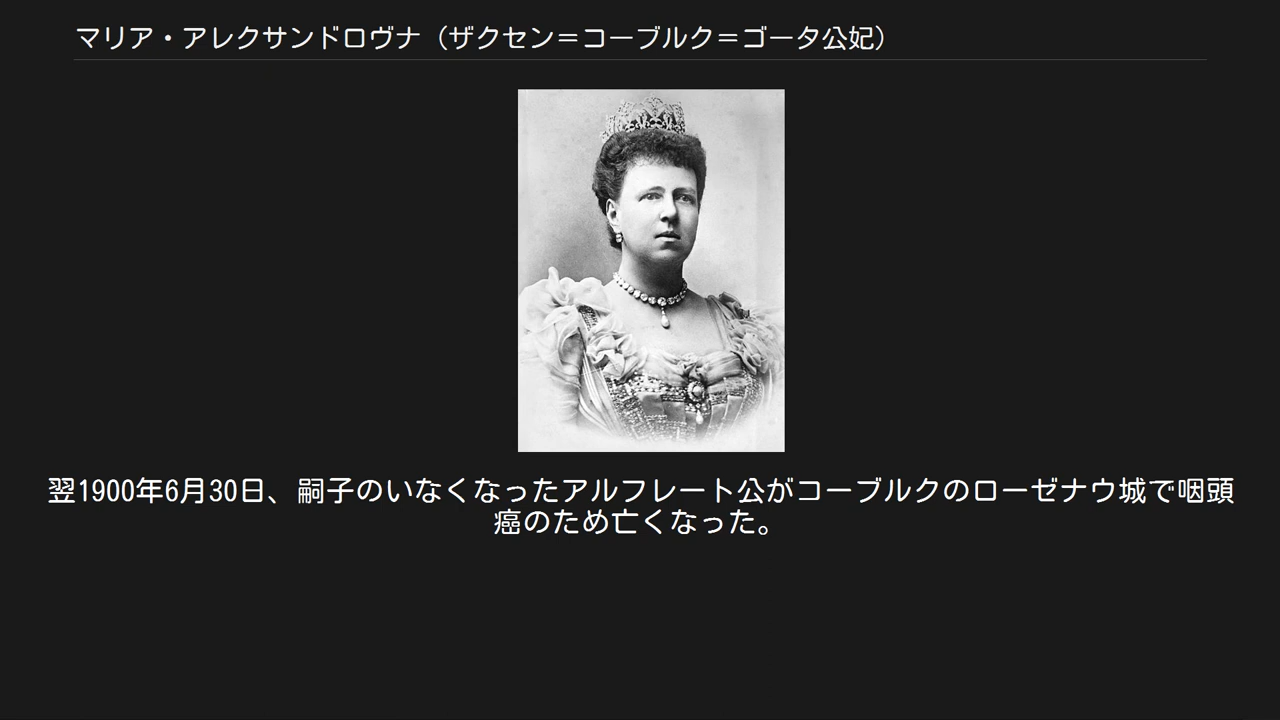 マリア・アレクサンドロヴナ（ザクセン＝コーブルク＝ゴータ公妃）
翌1900年6月30日、嗣子のいなくなったアルフレート公がコーブルクのローゼナウ城で咽頭
癌のため亡くなった。